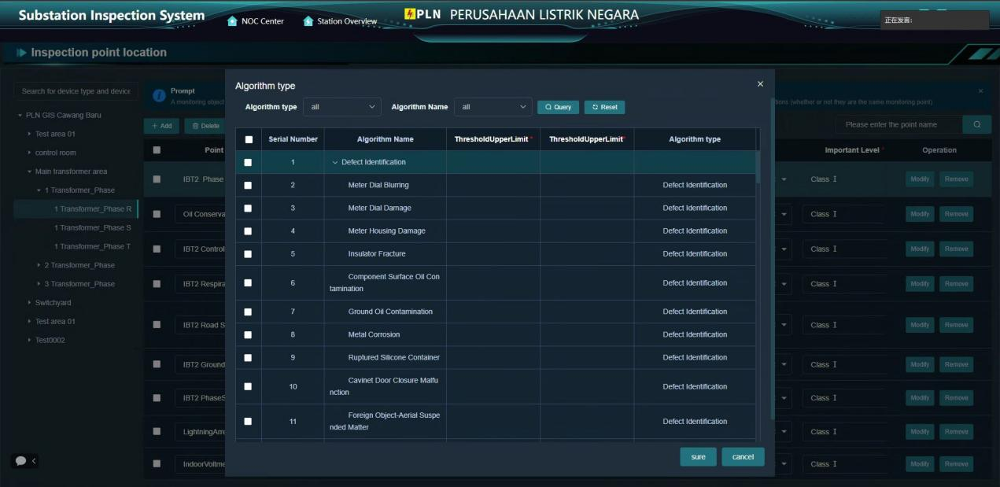 Substation Inspection System
NOC Center
Station Overview
PLN PERUSAHAAN LISTRIK NEGARA
正在发言:
Inspection point location
Search for device type and device
PLN GIS Cawang Baru
Test area 01
control room
Main transformer area
1 Transformer_Phase
1 Transformer_Phase R
1 Transformer_Phase S
1 Transformer_Phase T
2 Transformer_Phase
3 Transformer_Phase
Switchyard
Test area 01
Test0002
Prompt
A monitoring object
tions (whether or not they are the same monitoring point)
+ Add
Delete
Please enter the point name
Point
Important Level *
Operation
IBT2 Phase
Class I
Modify
Remove
Oil Conserva
Class I
Modify
Remove
IBT2 Control
Class I
Modify
Remove
IBT2 Respira
Class I
Modify
Remove
IBT2 Road S
Class I
Modify
Remove
IBT2 Ground
Class I
Modify
Remove
IBT2 PhaseS
Class I
Modify
Remove
LightningArre
Class I
Modify
Remove
IndoorVoltme
Class I
Modify
Remove
Algorithm type
Algorithm type all
Algorithm Name all
Query
Reset
Serial Number Algorithm Name ThresholdUpperLimit * ThresholdUpperLimit * Algorithm type
1 Defect Identification
2 Meter Dial Blurring Defect Identification
3 Meter Dial Damage Defect Identification
4 Meter Housing Damage Defect Identification
5 Insulator Fracture Defect Identification
6 Component Surface Oil Con
tamination Defect Identification
7 Ground Oil Contamination Defect Identification
8 Metal Corrosion Defect Identification
9 Ruptured Silicone Container Defect Identification
10 Cavinet Door Closure Malfu
nction Defect Identification
11 Foreign Object-Aerial Suspe
nded Matter Defect Identification
sure
cancel